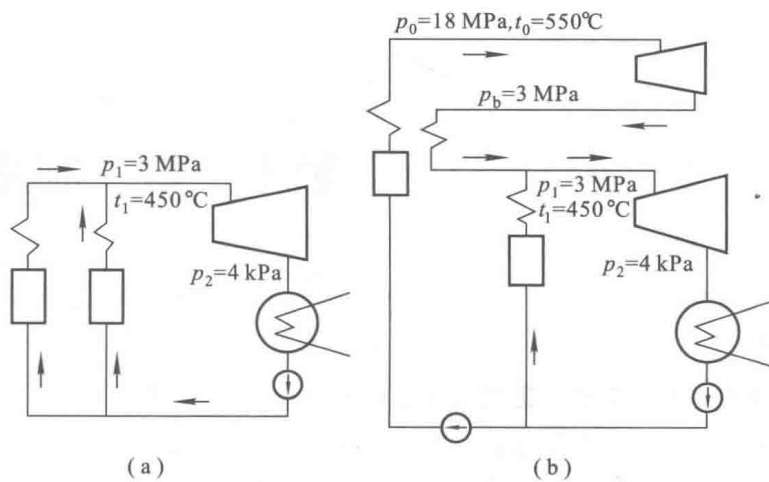 p₁=3 MPa
t₁=450℃
p₂=4 kPa
(a)
p₀=18 MPa,t₀=550℃
p_b=3 MPa
p₁=3 MPa
t₁=450℃
p₂=4 kPa
(b)